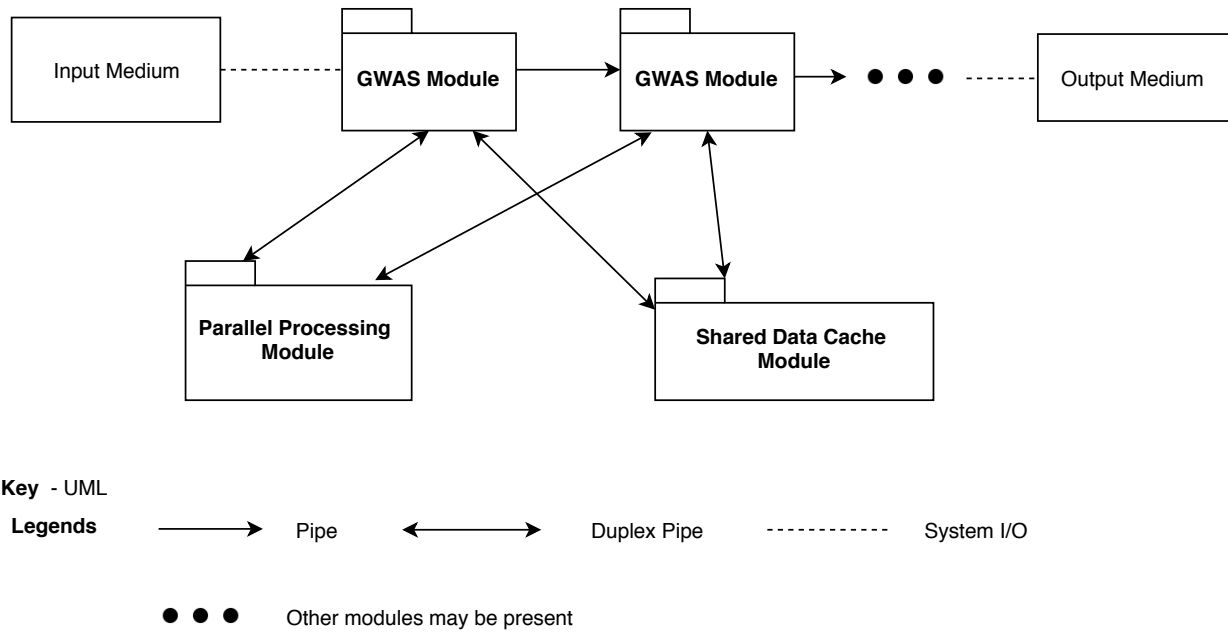 Input Medium
GWAS Module
GWAS Module
Output Medium
Parallel Processing
Module
Shared Data Cache
Module
Key - UML
Legends
Pipe
Duplex Pipe
System I/O
Other modules may be present